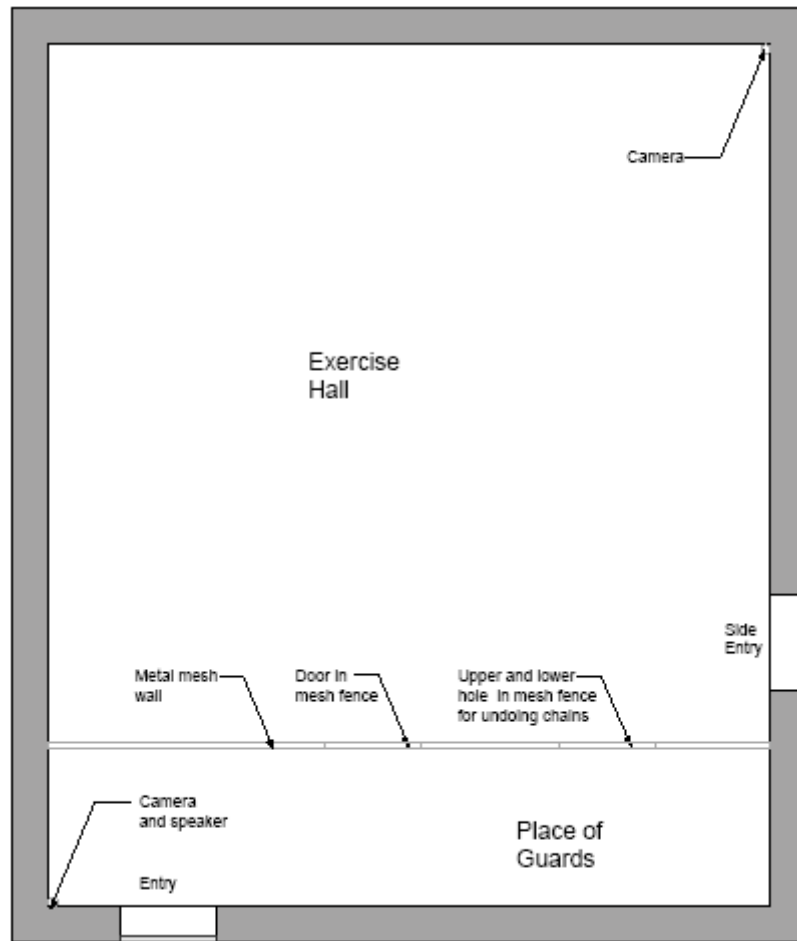 Camera
Exercise
Hall
Side
Entry
Metal mesh
wall
Door in
mesh fence
Upper and lower
hole in mesh fence
for undoing chains
Camera
and speaker
Place of
Guards
Entry